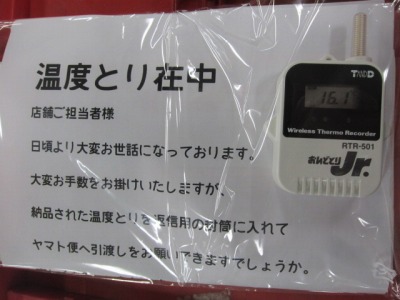 温度とり在中
店舗ご担当者様
日頃より大変お世話になっております。
大変お手数をお掛けいたしますが、
納品された温度とりを返信用の封筒に入れて
ヤマト便へ引渡しをお願いできますでしょうか。
T&D
16.1
Wireless Thermo Recorder
RTR-501
おんどとり Jr.